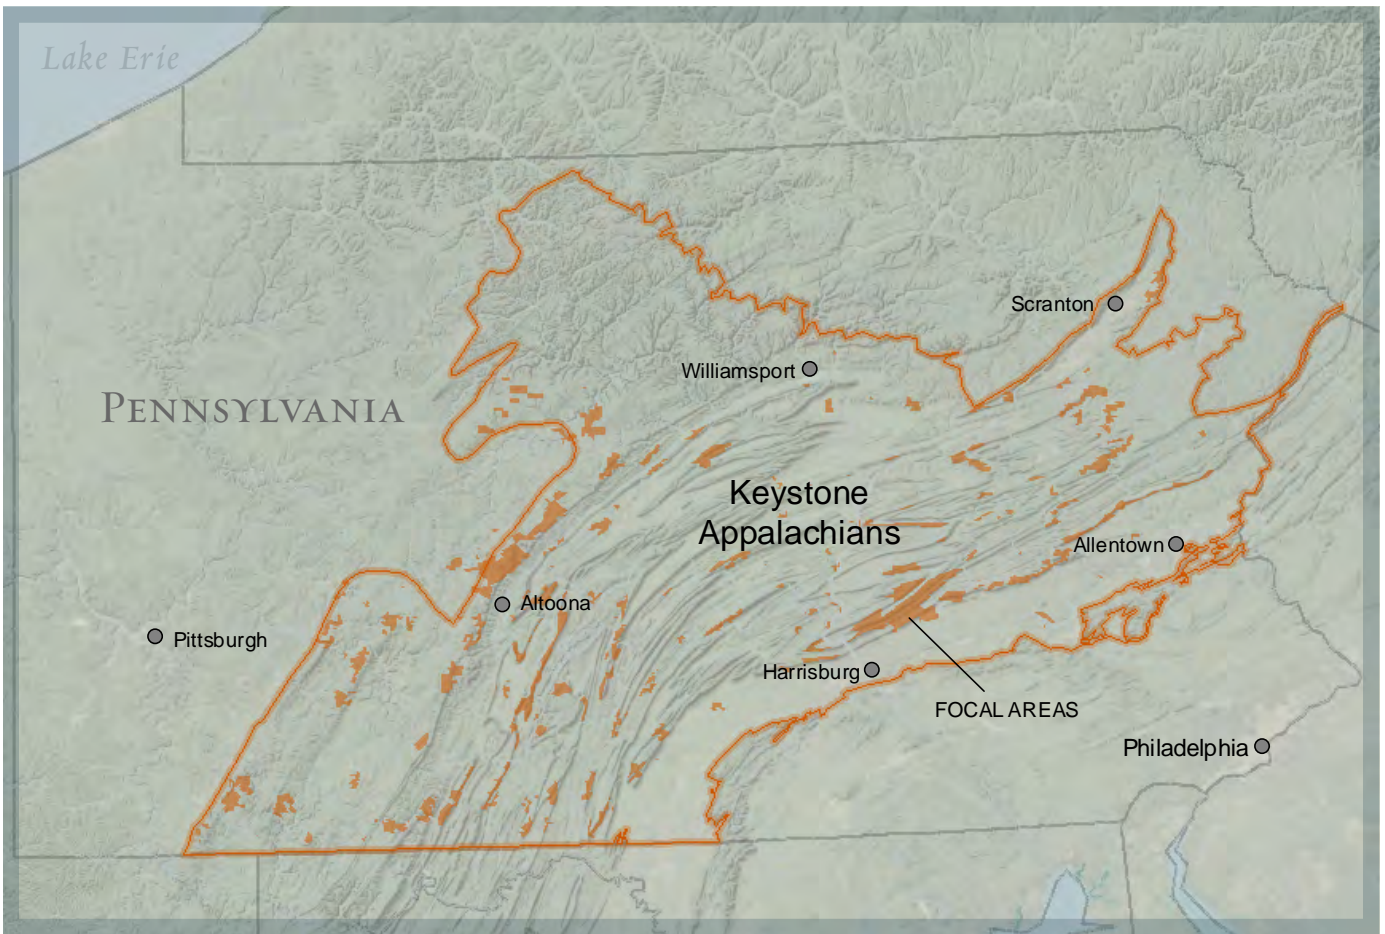 Lake Erie
Scranton
Williamsport
PENNSYLVANIA
Keystone
Appalachians
Allentown
Altoona
Pittsburgh
Harrisburg
FOCAL AREAS
Philadelphia